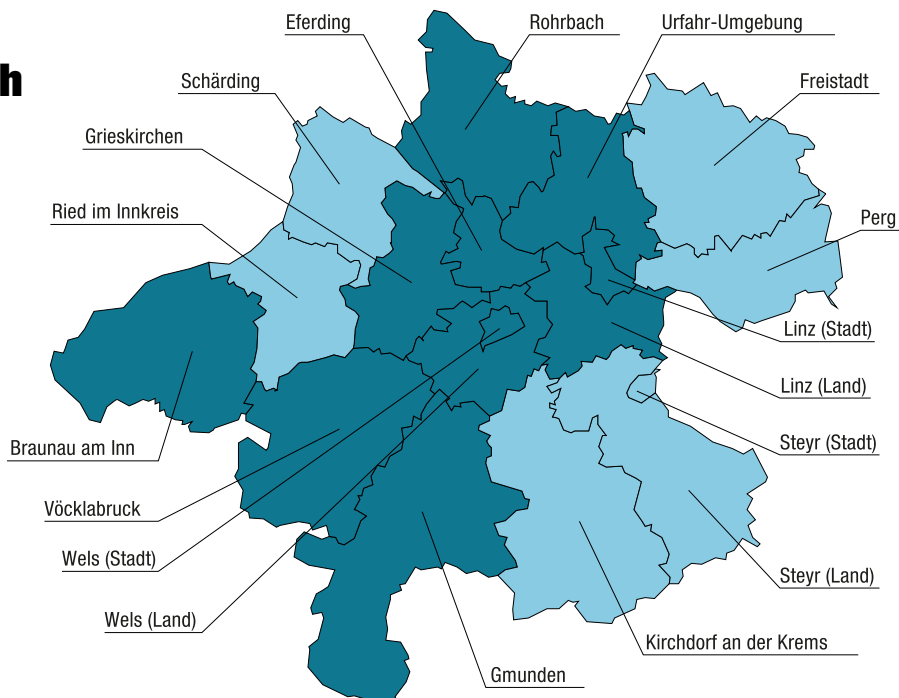 h
Eferding
Rohrbach
Urfahr-Umgebung
Schärding
Freistadt
Grieskirchen
Ried im Innkreis
Perg
Linz (Stadt)
Linz (Land)
Steyr (Stadt)
Braunau am Inn
Vöcklabruck
Wels (Stadt)
Steyr (Land)
Wels (Land)
Kirchdorf an der Krems
Gmunden